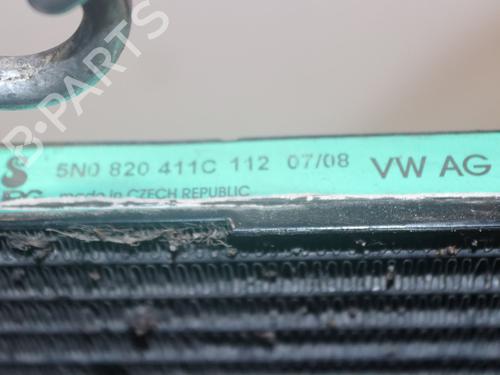 B-PARTS
5N0 820 411C 112 07/08 VW AG
made in CZECH REPUBLIC